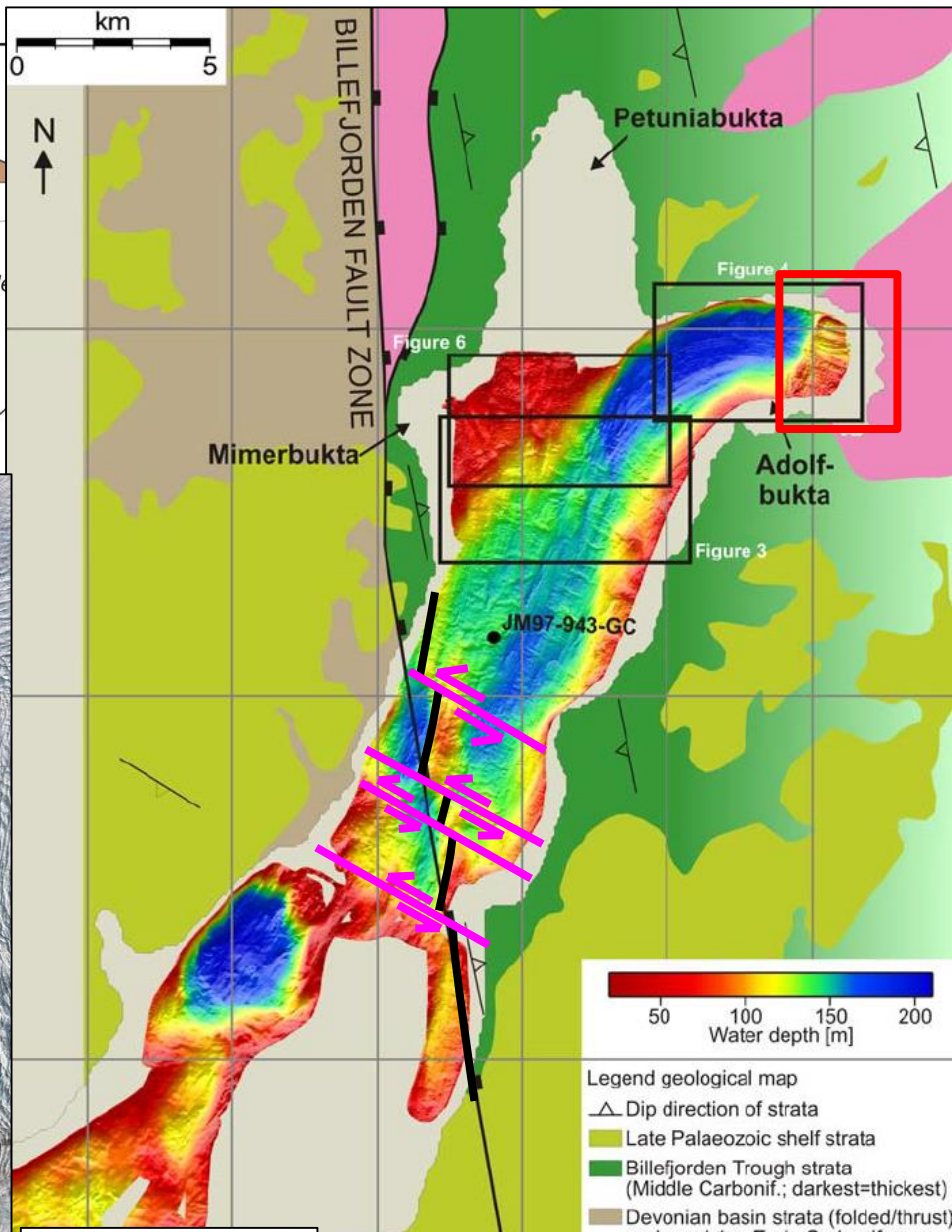 km
0
5
N
BILLEFJORDEN FAULT ZONE
Petuniabukta
Figure 6
Mimerbukta
Adolf-
bukta
Figure 3
JM97-943-GC
50
100
150
200
Water depth [m]
Legend geological map
Dip direction of strata
Late Palaeozoic shelf strata
Billefjorden Trough strata
(Middle Carbonif.; darkest=thickest)
Devonian basin strata (folded/thrust)